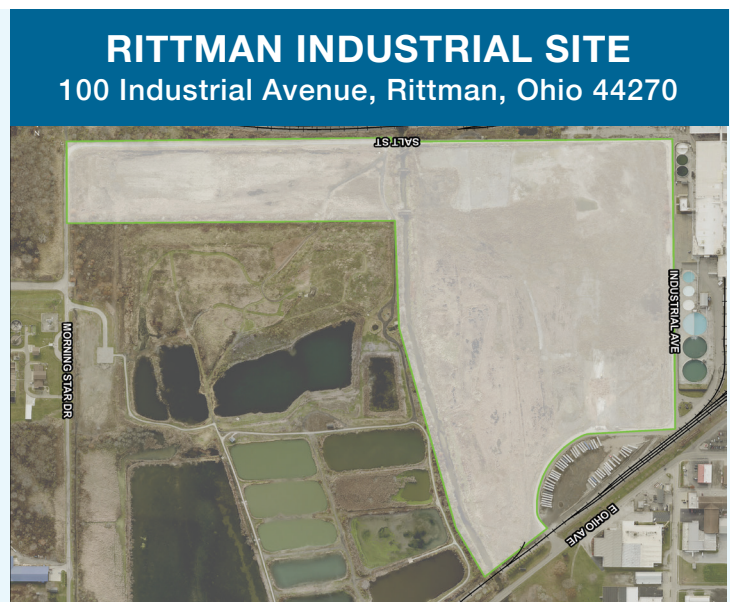 RITTMAN INDUSTRIAL SITE
100 Industrial Avenue, Rittman, Ohio 44270
N
SALT ST
INDUSTRIAL AVE
MORNING STAR DR
E OHIO AVE